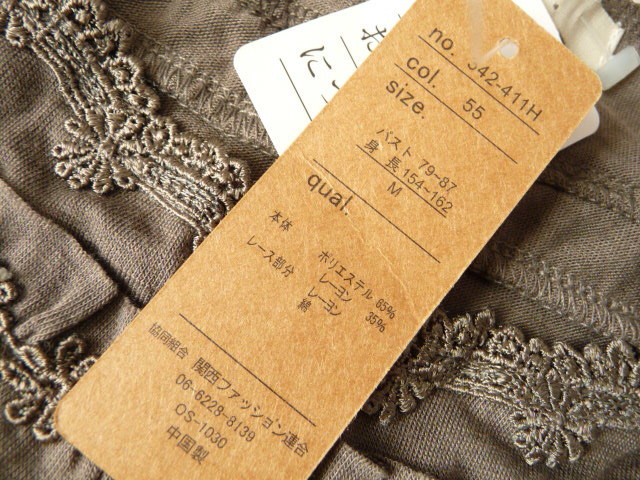 no. 342-411H
col. 55
size.
バスト 79~87
身 長 154~162
M
qual.
本体 ポリエステル 65%
レーヨン 35%
レース部分 レーヨン
綿
協同組合 関西ファッション連合
06-6228-8139
OS-1030
中国製
お
に